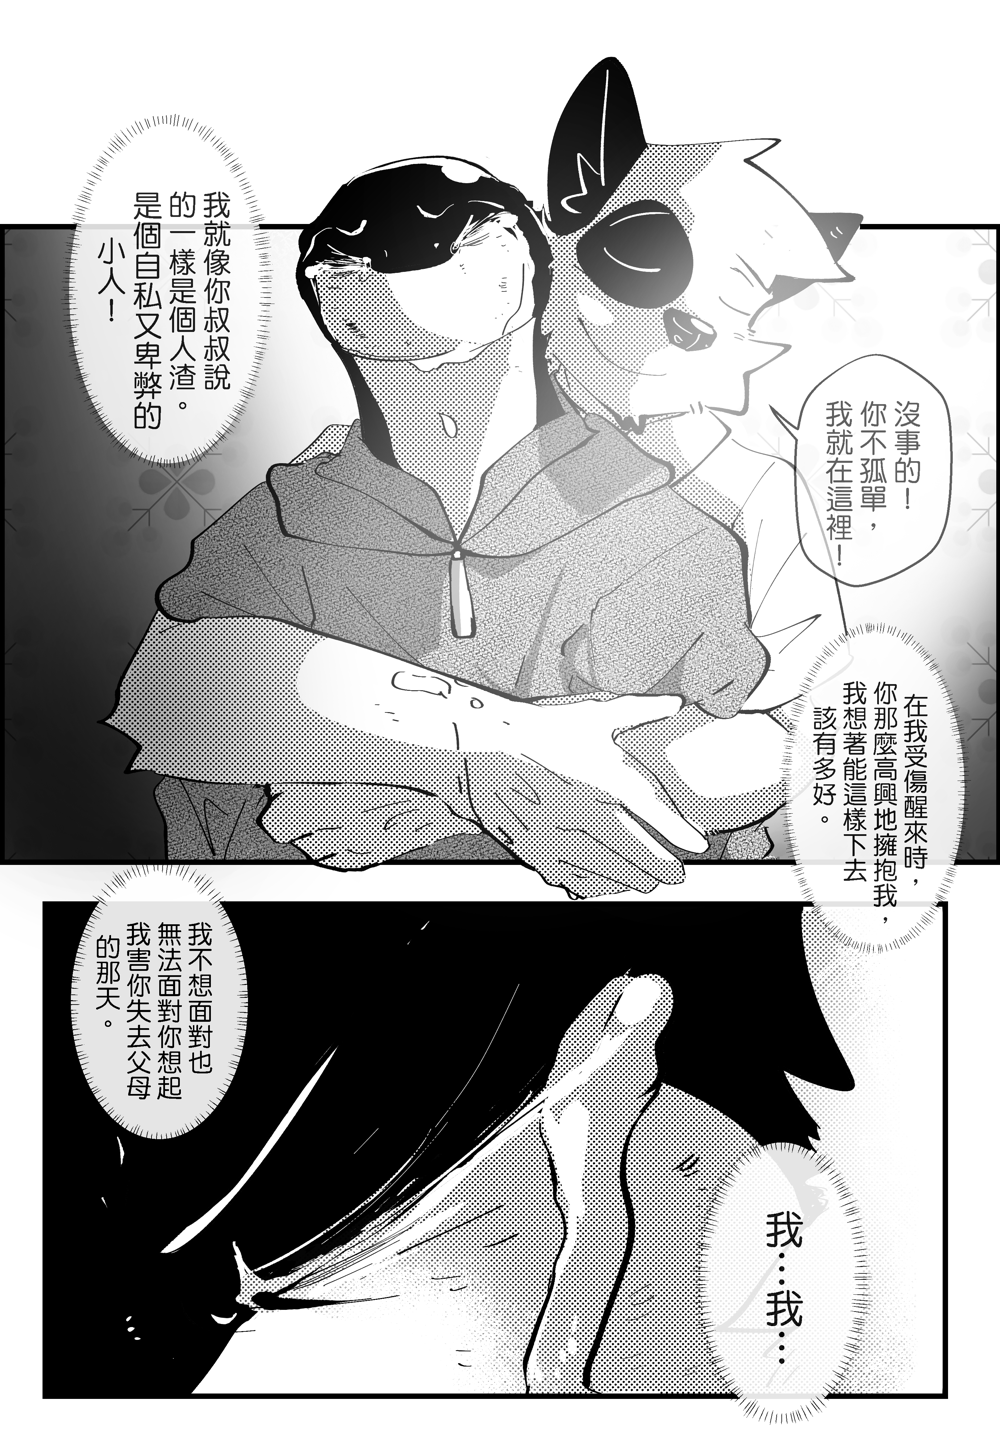 沒事的！
你不孤單，
我就在這裡！
我就像你叔叔說
的一樣是個人渣。
是個自私又卑弊的
小人！
在我受傷醒來時，
你那麼高興地擁抱我，
我想著能這樣下去
該有多好。
我不想面對也
無法面對你想起
我害你失去父母
的那天。
我…我…